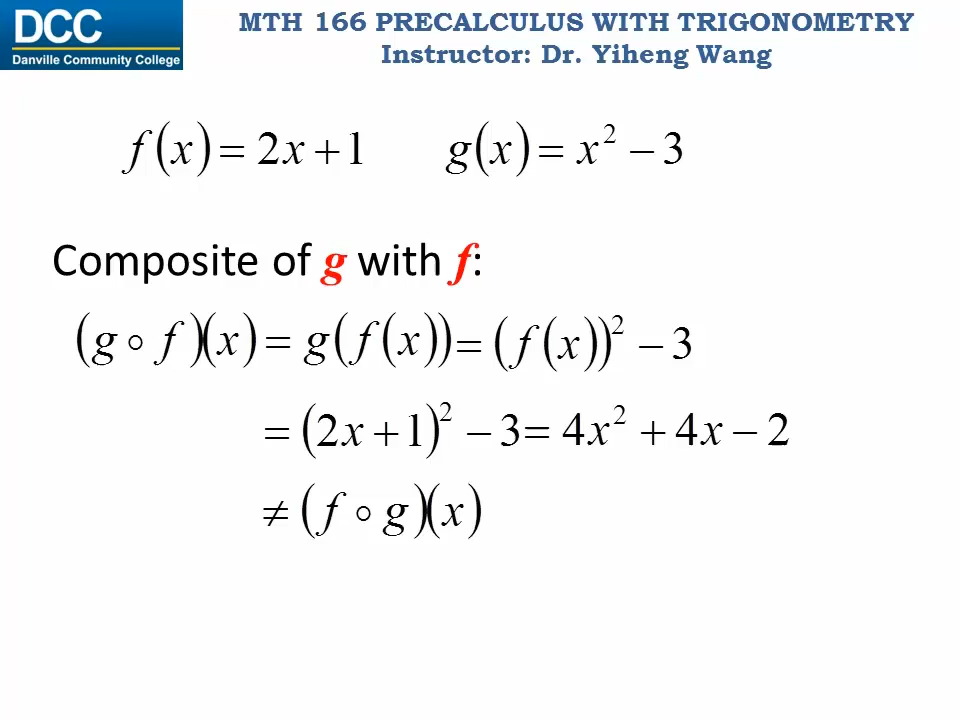 DCC
Danville Community College
MTH 166 PRECALCULUS WITH TRIGONOMETRY
Instructor: Dr. Yiheng Wang
f(x) = 2x + 1    g(x) = x² − 3
Composite of g with f:
(g ∘ f)(x) = g(f(x)) = (f(x))² − 3
= (2x + 1)² − 3 = 4x² + 4x − 2
≠ (f ∘ g)(x)